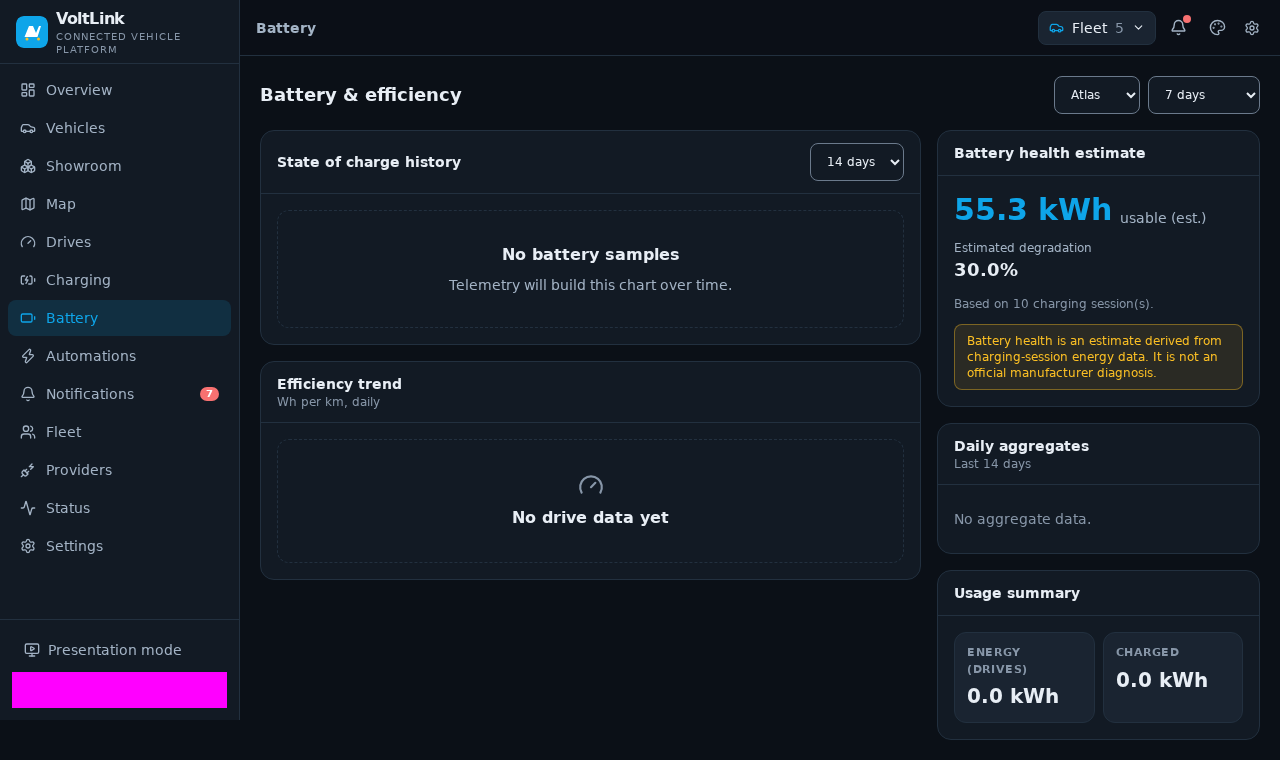 VoltLink
CONNECTED VEHICLE
PLATFORM
Overview
Vehicles
Showroom
Map
Drives
Charging
Battery
Automations
Notifications 7
Fleet
Providers
Status
Settings
Presentation mode
Battery
Fleet 5
Battery & efficiency
Atlas
7 days
State of charge history
14 days
No battery samples
Telemetry will build this chart over time.
Efficiency trend
Wh per km, daily
No drive data yet
Battery health estimate
55.3 kWh usable (est.)
Estimated degradation
30.0%
Based on 10 charging session(s).
Battery health is an estimate derived from
charging-session energy data. It is not an
official manufacturer diagnosis.
Daily aggregates
Last 14 days
No aggregate data.
Usage summary
ENERGY
(DRIVES)
0.0 kWh
CHARGED
0.0 kWh